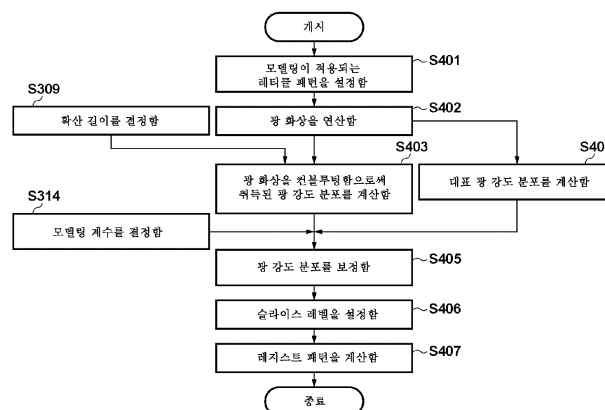 개시
모델링이 적용되는
레티클 패턴을 설정함
S401
S309
확산 길이를 결정함
광 화상을 연산함
S402
S403
S40
광 화상을 컨볼루팅함으로써
취득된 광 강도 분포를 계산함
대표 광 강도 분포를 계산함
S314
모델링 계수를 결정함
광 강도 분포를 보정함
S405
슬라이스 레벨을 설정함
S406
레지스트 패턴을 계산함
S407
종료